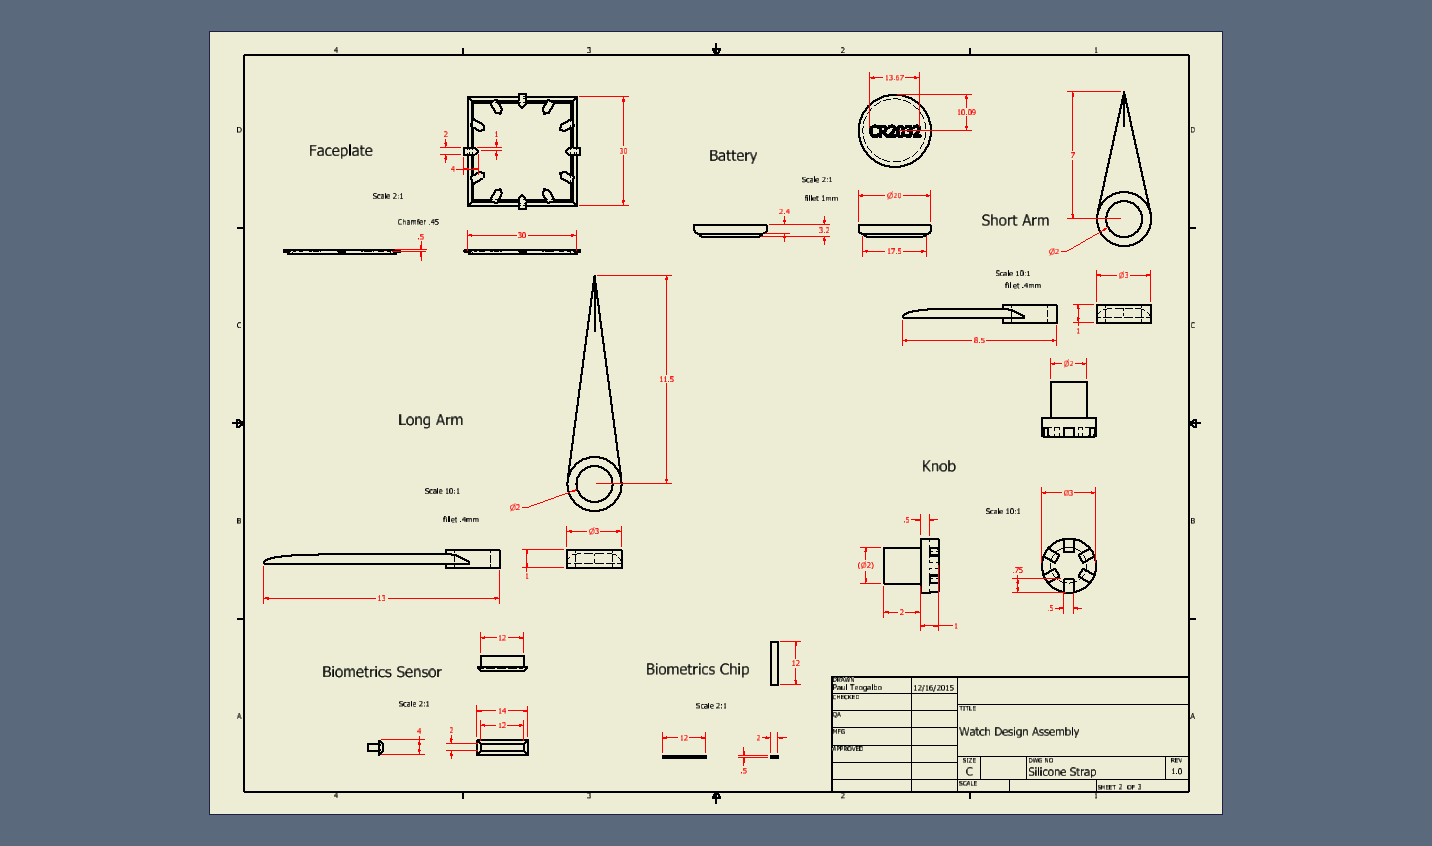 4 3 2 1
D
D
Faceplate
2
1
4
30
Scale 2:1
Chamfer .45
.5
30
Battery
13.67
10.09
CR2032
Scale 2:1
fillet 1mm
2.4
3.2
Ø20
17.5
Short Arm
7
Ø2
Scale 10:1
fillet .4mm
Ø3
8.5
1
C
C
Long Arm
11.5
Scale 10:1
Ø2
fillet .4mm
Ø3
13
1
Ø2
Knob
Scale 10:1
Ø3
.5
(Ø2)
2
1
.75
.5
B
B
Biometrics Sensor
12
Scale 2:1
14
12
4
2
Biometrics Chip
12
Scale 2:1
12
2
.5
A
A
DRAWN
Paul Teogalbo
12/16/2015
CHECKED
QA
MFG
APPROVED
TITLE
Watch Design Assembly
SIZE
C
DWG NO
Silicone Strap
REV
1.0
SCALE
SHEET 2 OF 3
4 3 2 1